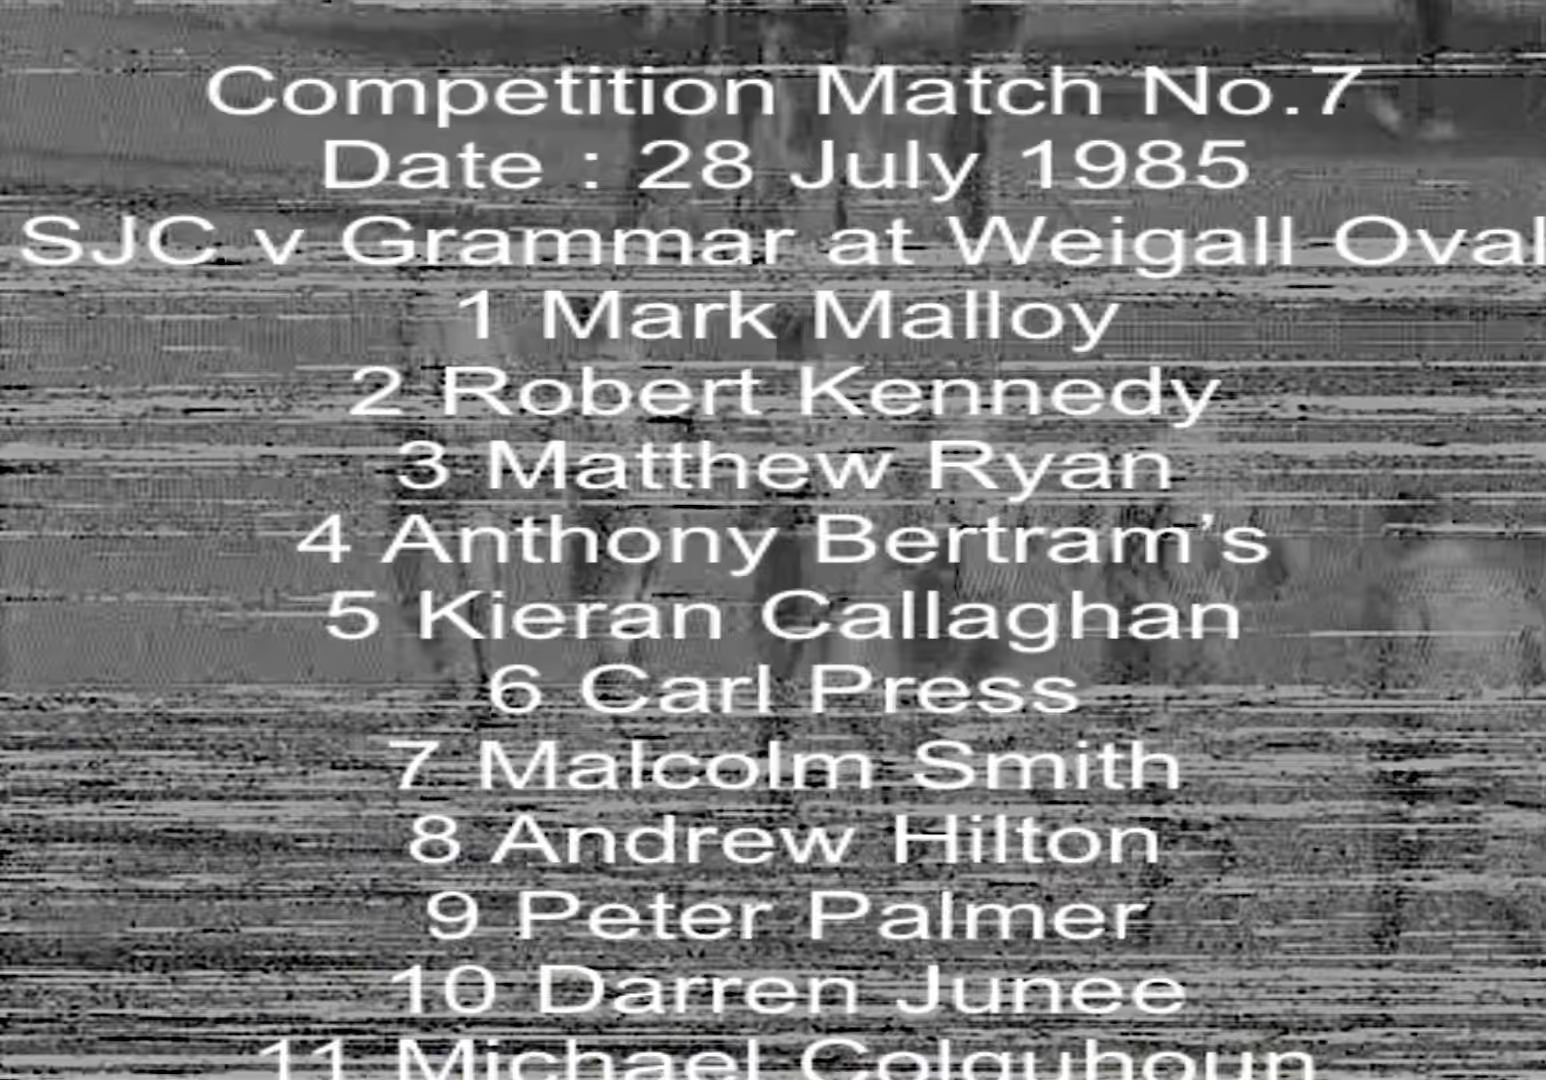 Competition Match No.7
Date : 28 July 1985
SJC v Grammar at Weigall Oval
1 Mark Malloy
2 Robert Kennedy
3 Matthew Ryan
4 Anthony Bertram’s
5 Kieran Callaghan
6 Carl Press
7 Malcolm Smith
8 Andrew Hilton
9 Peter Palmer
10 Darren Junee
11 Michael Colquhoun